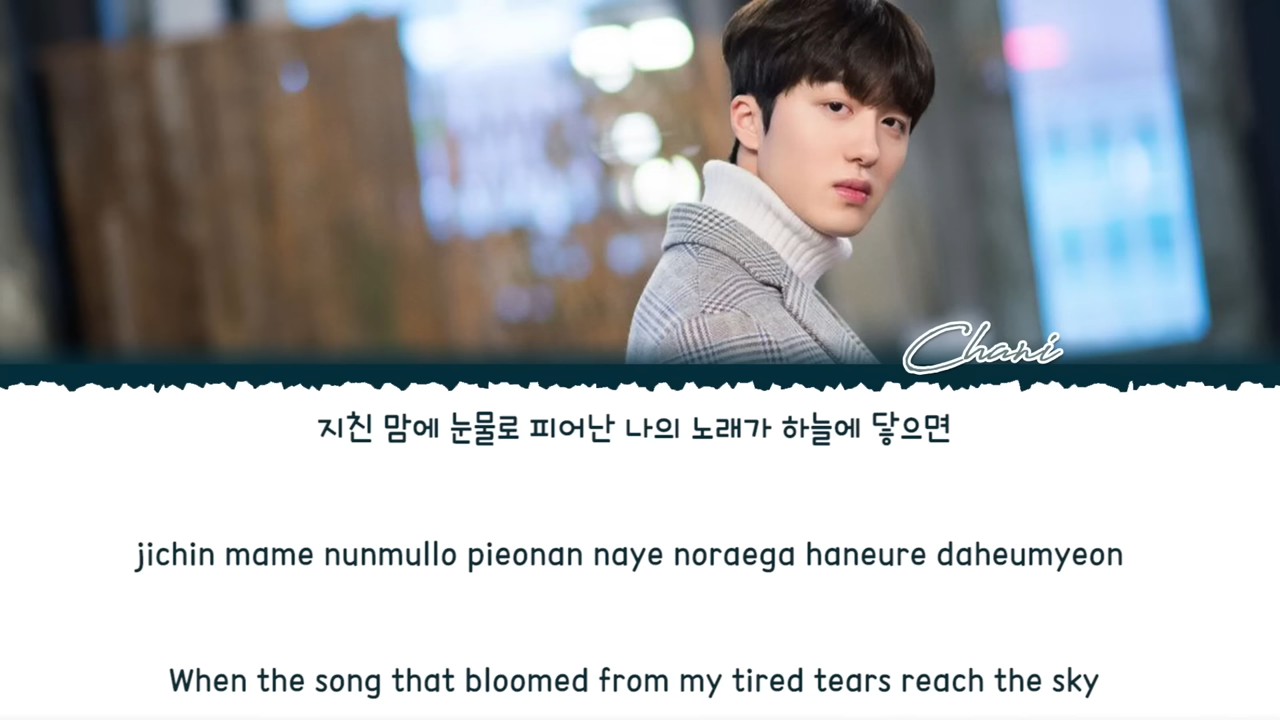 Chani
지친 맘에 눈물로 피어난 나의 노래가 하늘에 닿으면
jichin mame nunmullo pieonan naye noraega haneure daheumyeon
When the song that bloomed from my tired tears reach the sky